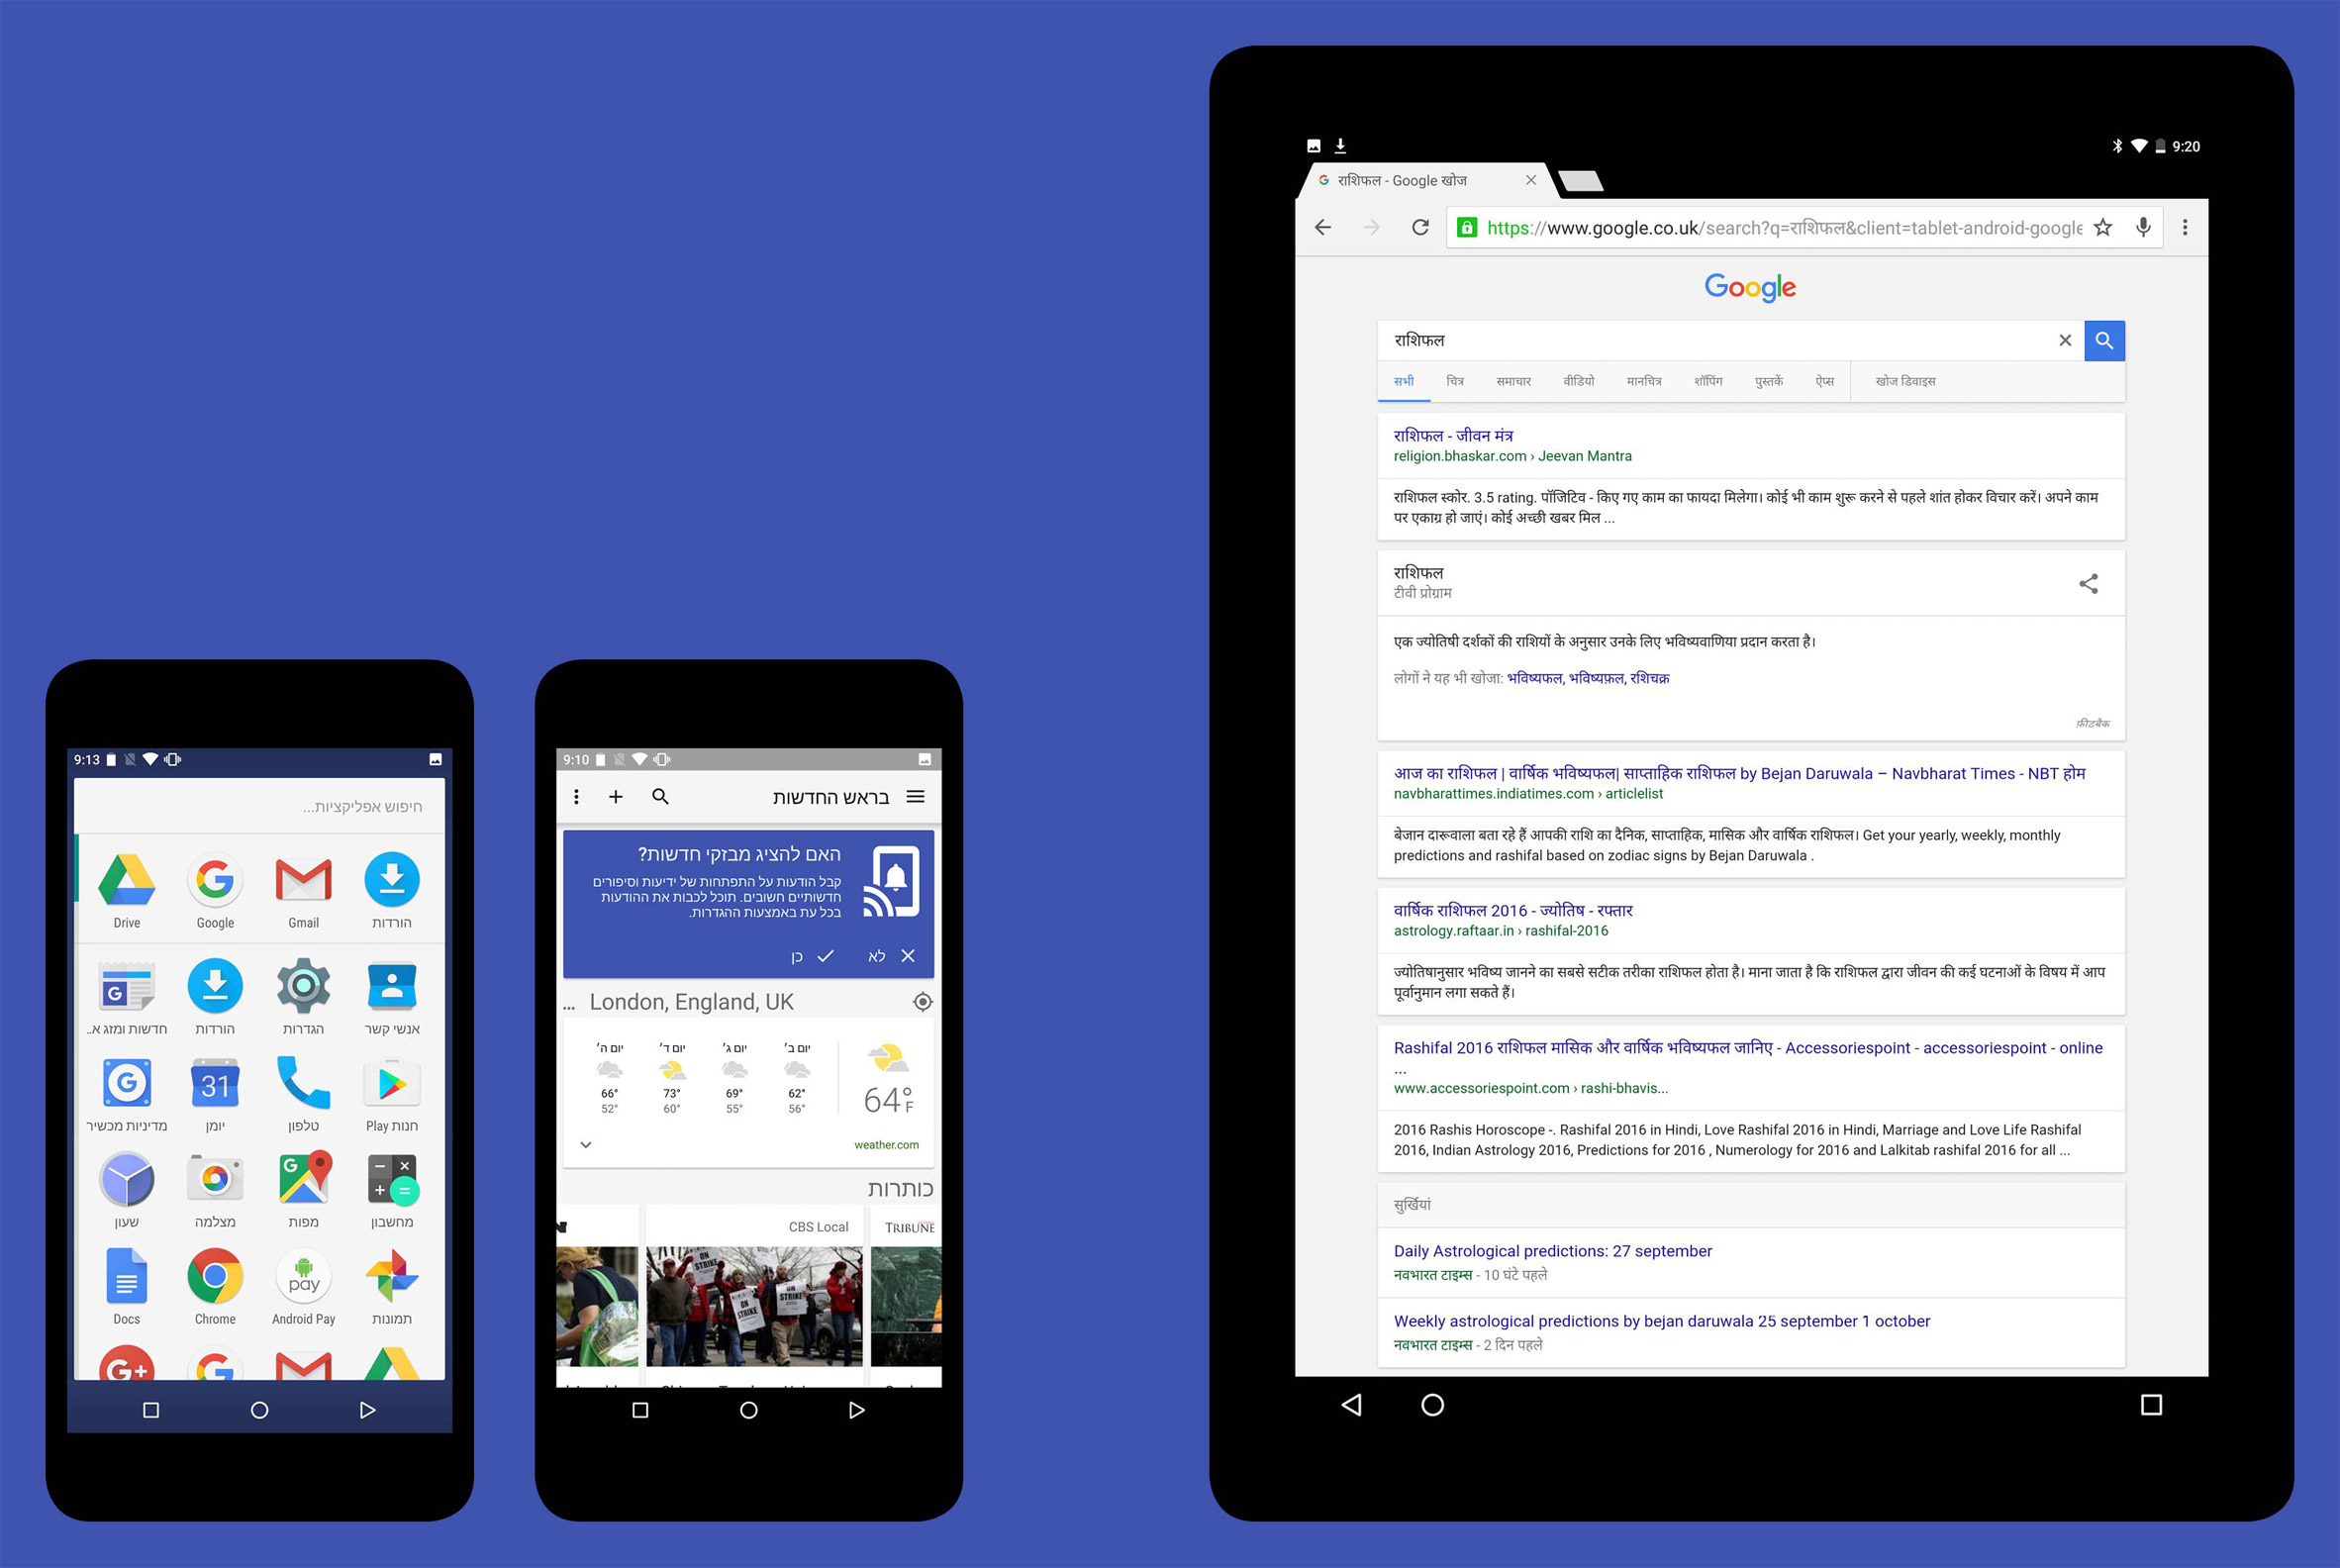 9:13
חיפוש אפליקציות...
הורדות
Gmail
Google
Drive
אנשי קשר
הגדרות
הורדות
חדשות ומזג א..
חנות Play
טלפון
31
יומן
מדיניות מכשיר
מחשבון
מפות
מצלמה
שעון
תמונות
pay
Android Pay
Chrome
Docs
G+
9:10
בראש החדשות
האם להציג מבזקי חדשות?
קבל הודעות על התפתחות של ידיעות וסיפורים
חדשותיים חשובים. תוכל לכבות את ההודעות
בכל עת באמצעות ההגדרות.
לא
כן
... London, England, UK
64°F
יום ב׳ יום ג׳ יום ד׳ יום ה׳
62° 69° 73° 66°
56° 55° 60° 52°
weather.com
כותרות
TRIBUNE
CBS Local
ON STRIKE
ON STRIKE
ON STRIKE
9:20
राशिफल - Google खोज
https://www.google.co.uk/search?q=राशिफल&client=tablet-android-google
Google
राशिफल
सभी चित्र समाचार वीडियो मानचित्र शॉपिंग पुस्तकें ऐप्स खोज डिवाइस
राशिफल - जीवन मंत्र
religion.bhaskar.com › Jeevan Mantra
राशिफल स्कोर. 3.5 rating. पॉजिटिव - किए गए काम का फायदा मिलेगा। कोई भी काम शुरू करने से पहले शांत होकर विचार करें। अपने काम
पर एकाग्र हो जाएं। कोई अच्छी खबर मिल ...
राशिफल
टीवी प्रोग्राम
एक ज्योतिषी दर्शकों की राशियों के अनुसार उनके लिए भविष्यवाणिया प्रदान करता है।
लोगों ने यह भी खोजा: भविष्यफल, भविष्यफ़ल, रशिचक्र
फ़ीडबैक
आज का राशिफल | वार्षिक भविष्यफल| साप्ताहिक राशिफल by Bejan Daruwala – Navbharat Times - NBT होम
navbharattimes.indiatimes.com › articlelist
बेजान दारूवाला बता रहे हैं आपकी राशि का दैनिक, साप्ताहिक, मासिक और वार्षिक राशिफल। Get your yearly, weekly, monthly
predictions and rashifal based on zodiac signs by Bejan Daruwala .
वार्षिक राशिफल 2016 - ज्योतिष - रफ्तार
astrology.raftaar.in › rashifal-2016
ज्योतिषानुसार भविष्य जानने का सबसे सटीक तरीका राशिफल होता है। माना जाता है कि राशिफल द्वारा जीवन की कई घटनाओं के विषय में आप
पूर्वानुमान लगा सकते हैं।
Rashifal 2016 राशिफल मासिक और वार्षिक भविष्यफल जानिए - Accessoriespoint - accessoriespoint - online
...
www.accessoriespoint.com › rashi-bhavis...
2016 Rashis Horoscope -. Rashifal 2016 in Hindi, Love Rashifal 2016 in Hindi, Marriage and Love Life Rashifal
2016, Indian Astrology 2016, Predictions for 2016 , Numerology for 2016 and Lalkitab rashifal 2016 for all ...
सुर्खियां
Daily Astrological predictions: 27 september
नवभारत टाइम्स - 10 घंटे पहले
Weekly astrological predictions by bejan daruwala 25 september 1 october
नवभारत टाइम्स - 2 दिन पहले